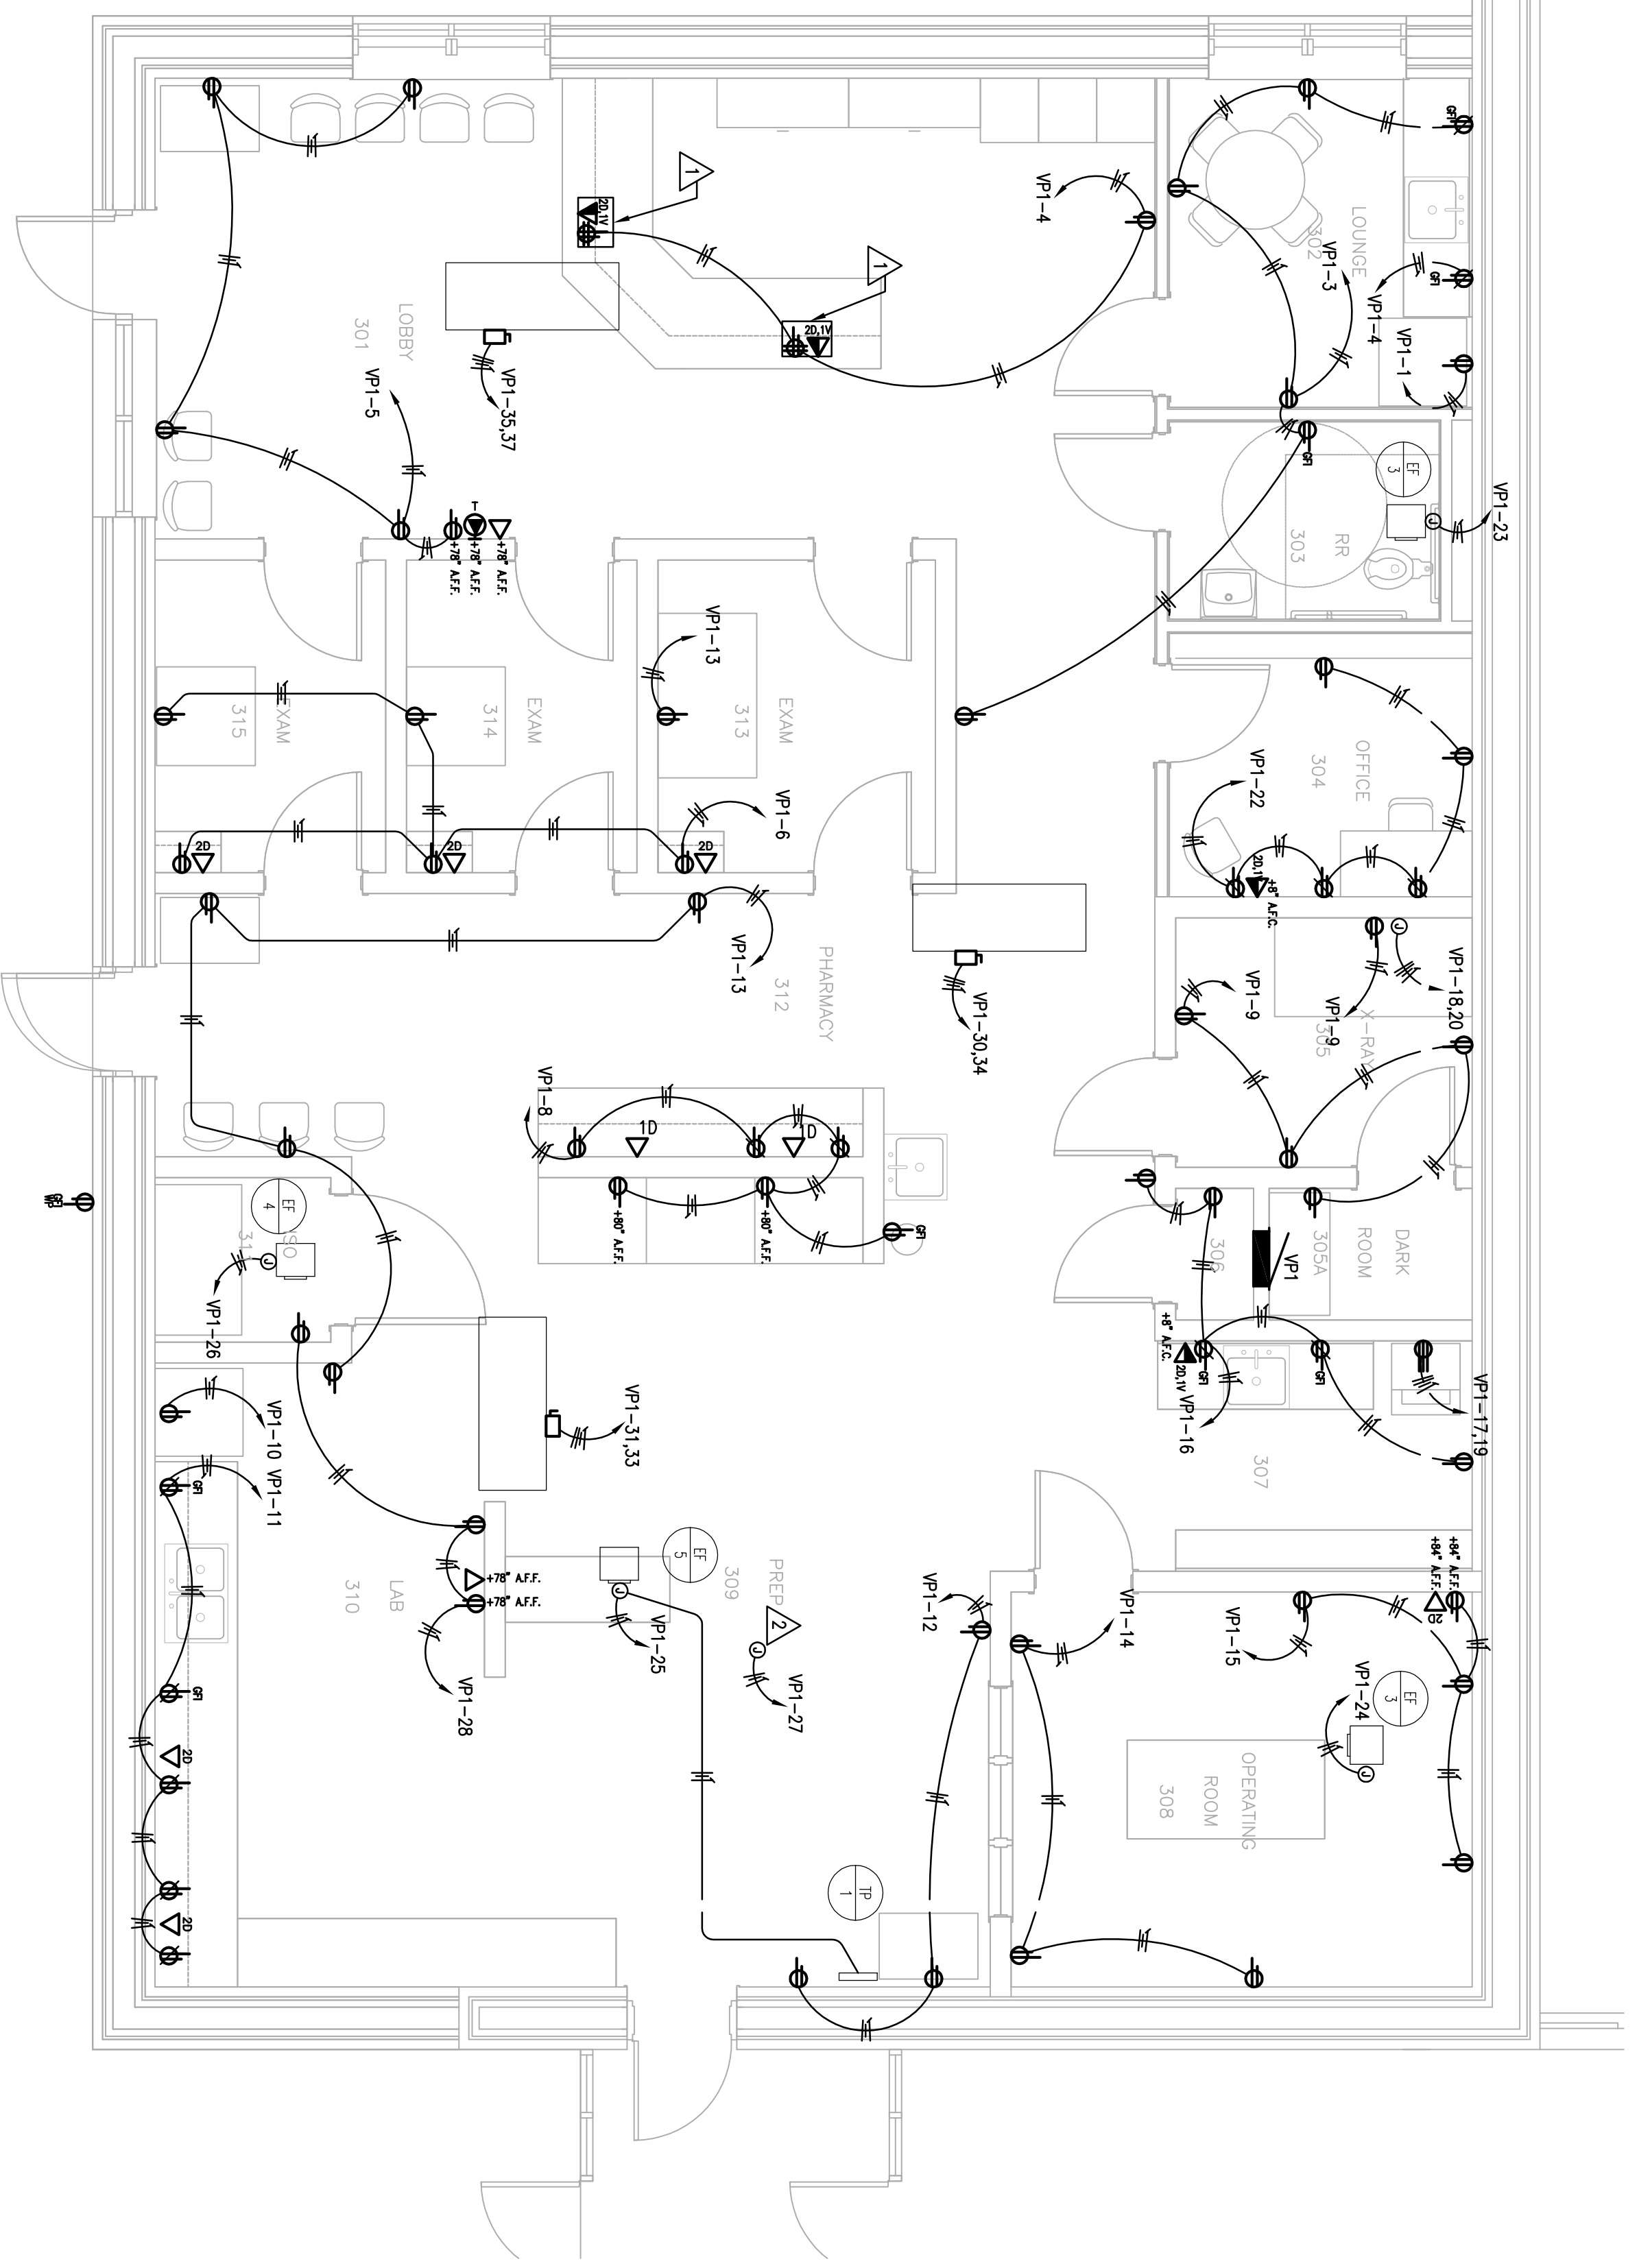 GFI
VP1-4
LOUNGE
302
VP1-3
GFI
VP1-4
VP1-1
1
2D,1V
1
2D,1V
LOBBY
301
VP1-5
VP1-35,37
GFI
EF
3
VP1-23
RR
303
+78" A.F.F.
+78" A.F.F.
+78" A.F.F.
VP1-13
EXAM
315
EXAM
314
EXAM
313
OFFICE
304
VP1-22
VP1-6
2D
2D
2D
2D,1V
+8" A.F.C.
VP1-13
PHARMACY
312
VP1-30,34
VP1-9
VP1-9
VP1-18,20
X-RAY
305
VP1-8
1D
1D
+80" A.F.F.
+80" A.F.F.
GFI
GFI
WP
EF
4
ISO
311
J
VP1-26
306
VP1
305A
DARK
ROOM
+8" A.F.C.
2D,1V
GFI
GFI
VP1-16
VP1-17,19
VP1-31,33
307
VP1-10
VP1-11
GFI
GFI
LAB
310
+78" A.F.F.
+78" A.F.F.
VP1-28
EF
5
J
VP1-25
PREP
309
2
J
VP1-27
VP1-12
VP1-14
VP1-15
+84" A.F.F.
+84" A.F.F.
2D
VP1-24
EF
3
J
OPERATING
ROOM
308
2D
2D
TP
1
J
J